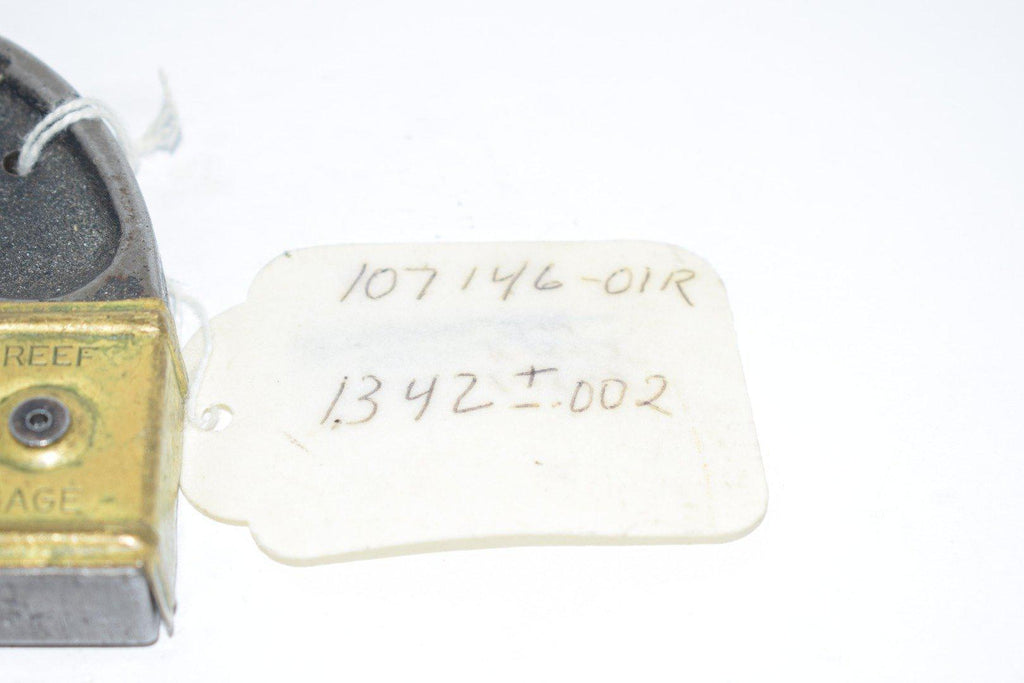 107146-01R
1.342 ± .002
REEF
AGE